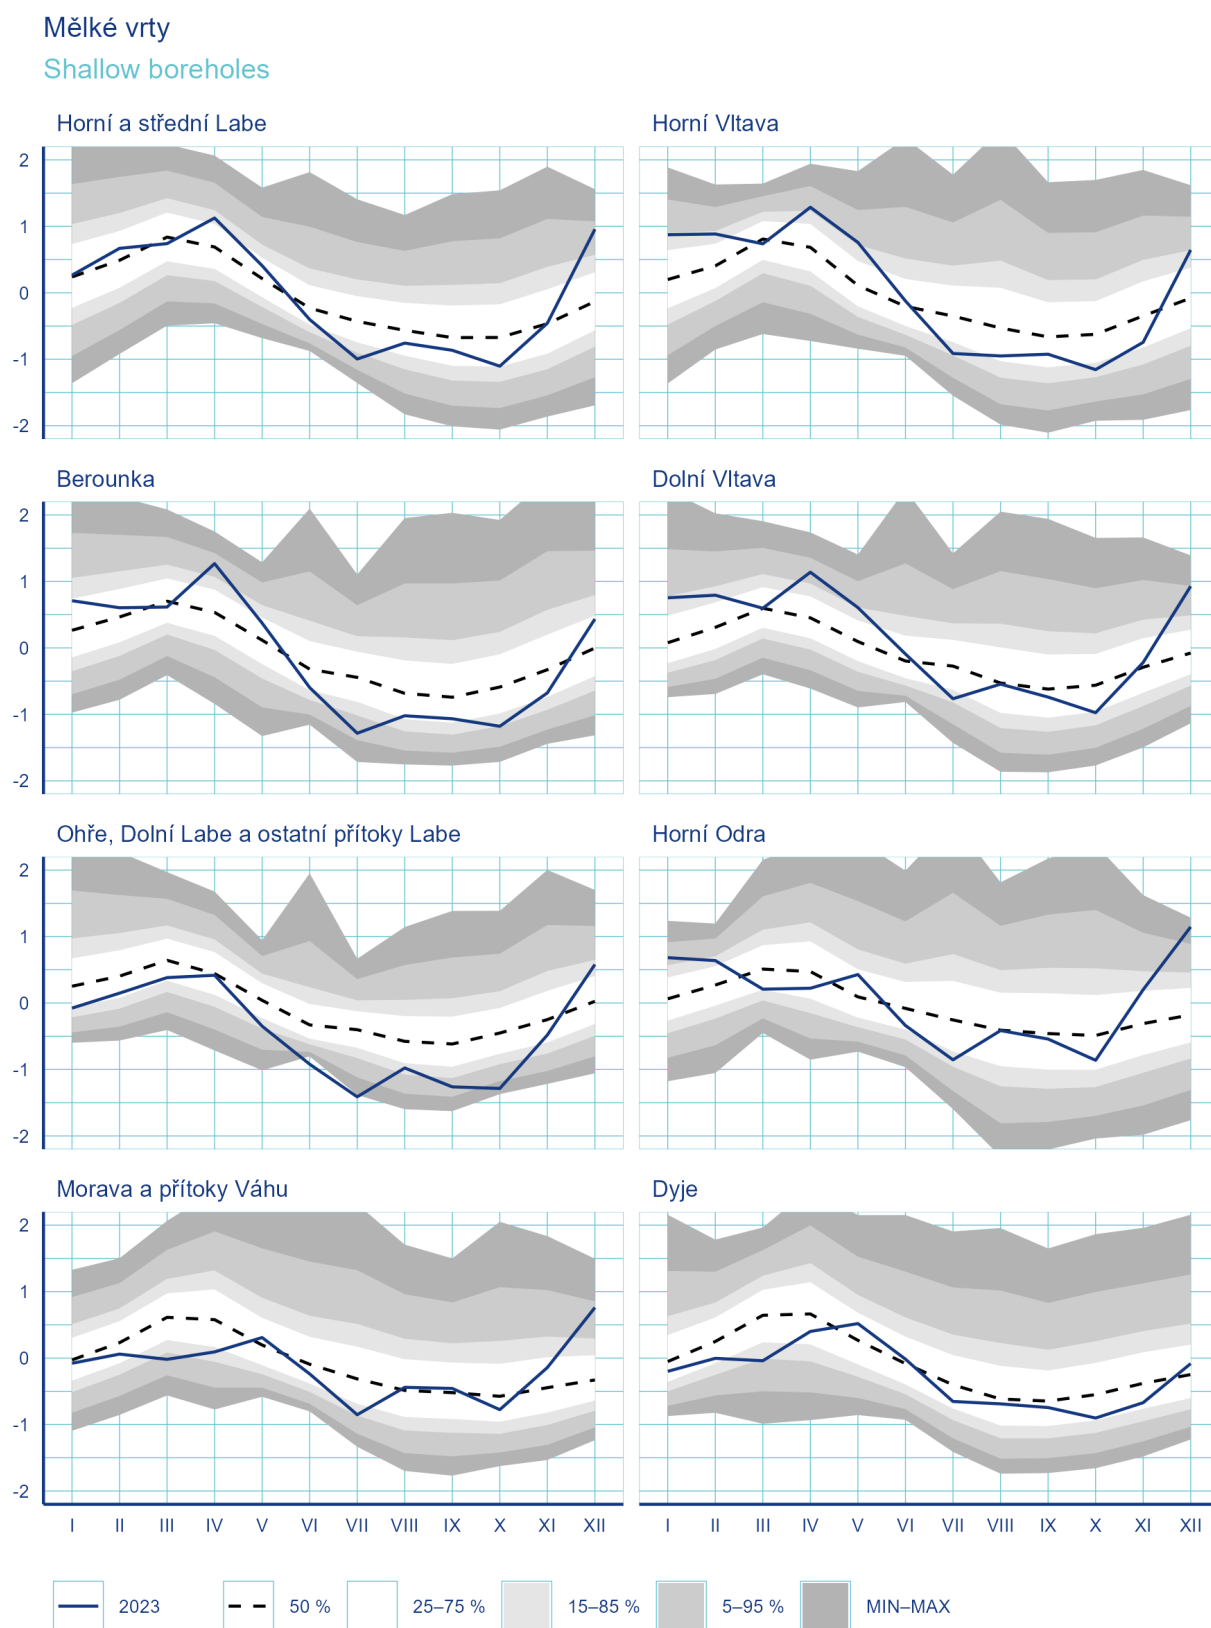 Mělké vrty
Shallow boreholes
Horní a střední Labe
Horní Vltava
2
1
0
-1
-2
Berounka
Dolní Vltava
2
1
0
-1
-2
Ohře, Dolní Labe a ostatní přítoky Labe
Horní Odra
2
1
0
-1
-2
Morava a přítoky Váhu
Dyje
2
1
0
-1
-2
I II III IV V VI VII VIII IX X XI XII
I II III IV V VI VII VIII IX X XI XII
2023 50 % 25–75 % 15–85 % 5–95 % MIN–MAX